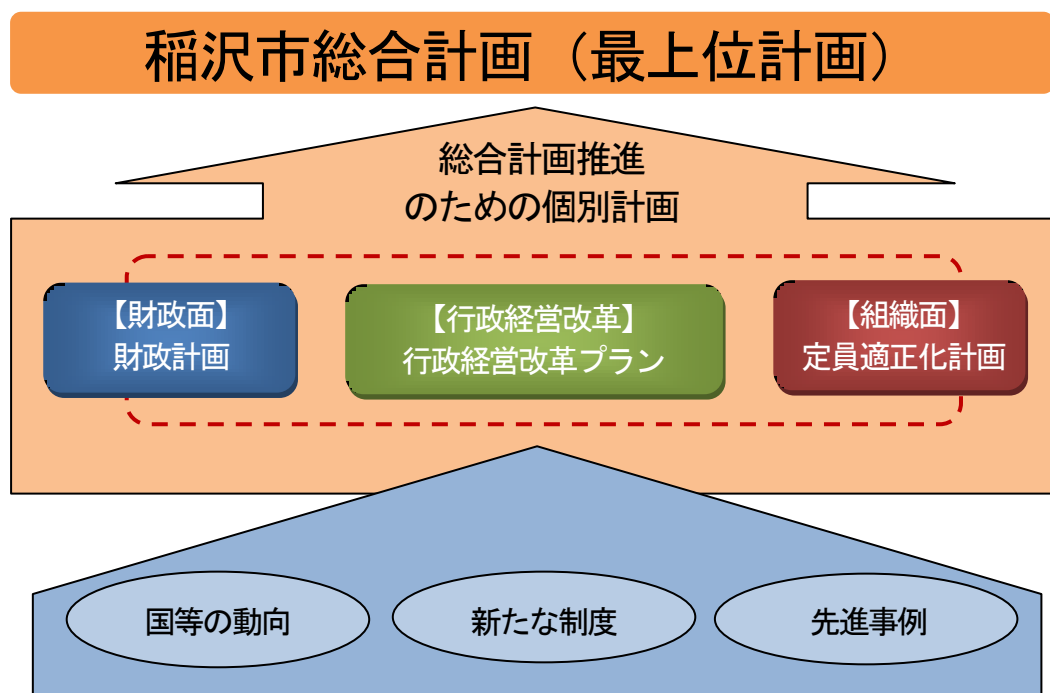 稲沢市総合計画（最上位計画）
総合計画推進
のための個別計画
【財政面】
財政計画
【行政経営改革】
行政経営改革プラン
【組織面】
定員適正化計画
国等の動向
新たな制度
先進事例